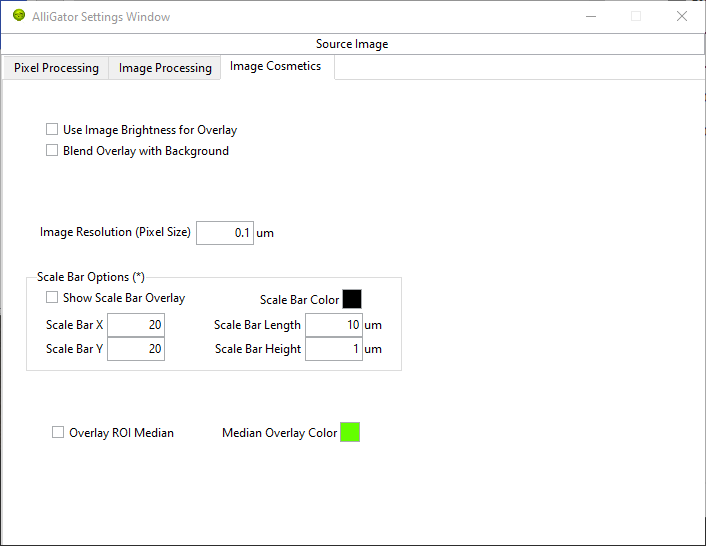 AlliGator Settings Window
Source Image
Pixel Processing Image Processing Image Cosmetics
Use Image Brightness for Overlay
Blend Overlay with Background
Image Resolution (Pixel Size) 0.1 um
Scale Bar Options (*)
Show Scale Bar Overlay Scale Bar Color
Scale Bar X 20 Scale Bar Length 10 um
Scale Bar Y 20 Scale Bar Height 1 um
Overlay ROI Median Median Overlay Color